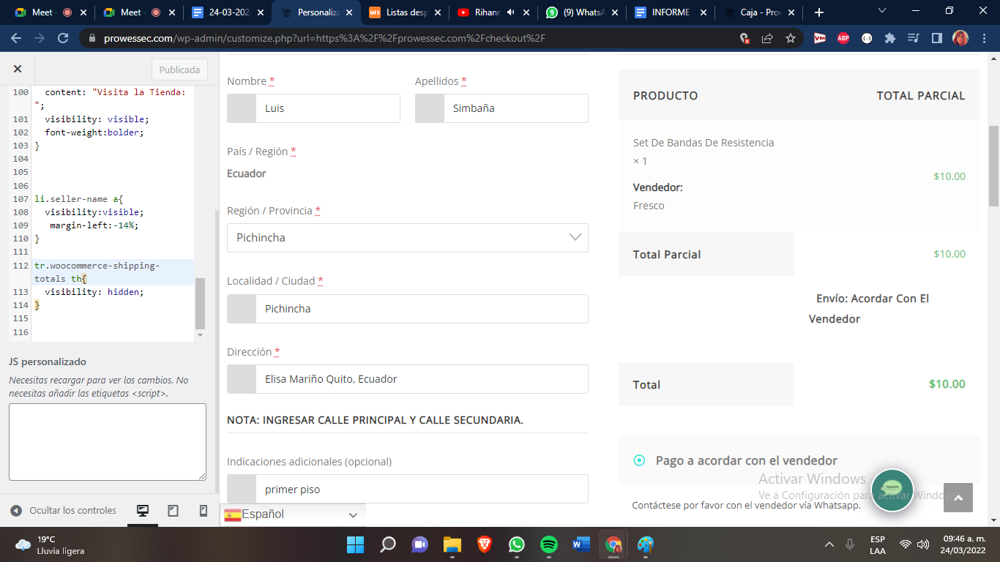 Meet -
Meet -
24-03-202
Personaliza
Listas desp
Rihann
(9) WhatsA
INFORME
Caja - Prov
prowessec.com/wp-admin/customize.php?url=https%3A%2F%2Fprowessec.com%2Fcheckout%2F
Publicada
100 content: "Visita la Tienda:
";
101 visibility: visible;
102 font-weight:bolder;
103 }
104
105
106
107 li.seller-name a{
108 visibility:visible;
109 margin-left:-14%;
110 }
111
112 tr.woocommerce-shipping-
totals th{
113 visibility: hidden;
114 }
115
116
JS personalizado
Necesitas recargar para ver los cambios. No
necesitas añadir las etiquetas <script>.
Ocultar los controles
Nombre *
Apellidos *
Luis
Simbaña
País / Región *
Ecuador
Región / Provincia *
Pichincha
Localidad / Ciudad *
Pichincha
Dirección *
Elisa Mariño Quito, Ecuador
NOTA: INGRESAR CALLE PRINCIPAL Y CALLE SECUNDARIA.
Indicaciones adicionales (opcional)
primer piso
Español
PRODUCTO TOTAL PARCIAL
Set De Bandas De Resistencia
× 1
$10.00
Vendedor:
Fresco
Total Parcial $10.00
Envío: Acordar Con El
Vendedor
Total $10.00
Pago a acordar con el vendedor
Activar Windows
Ve a Configuración para activar Windows.
Contáctese por favor con el vendedor vía Whatsapp.
19°C
Lluvia ligera
ESP
LAA
09:46 a. m.
24/03/2022